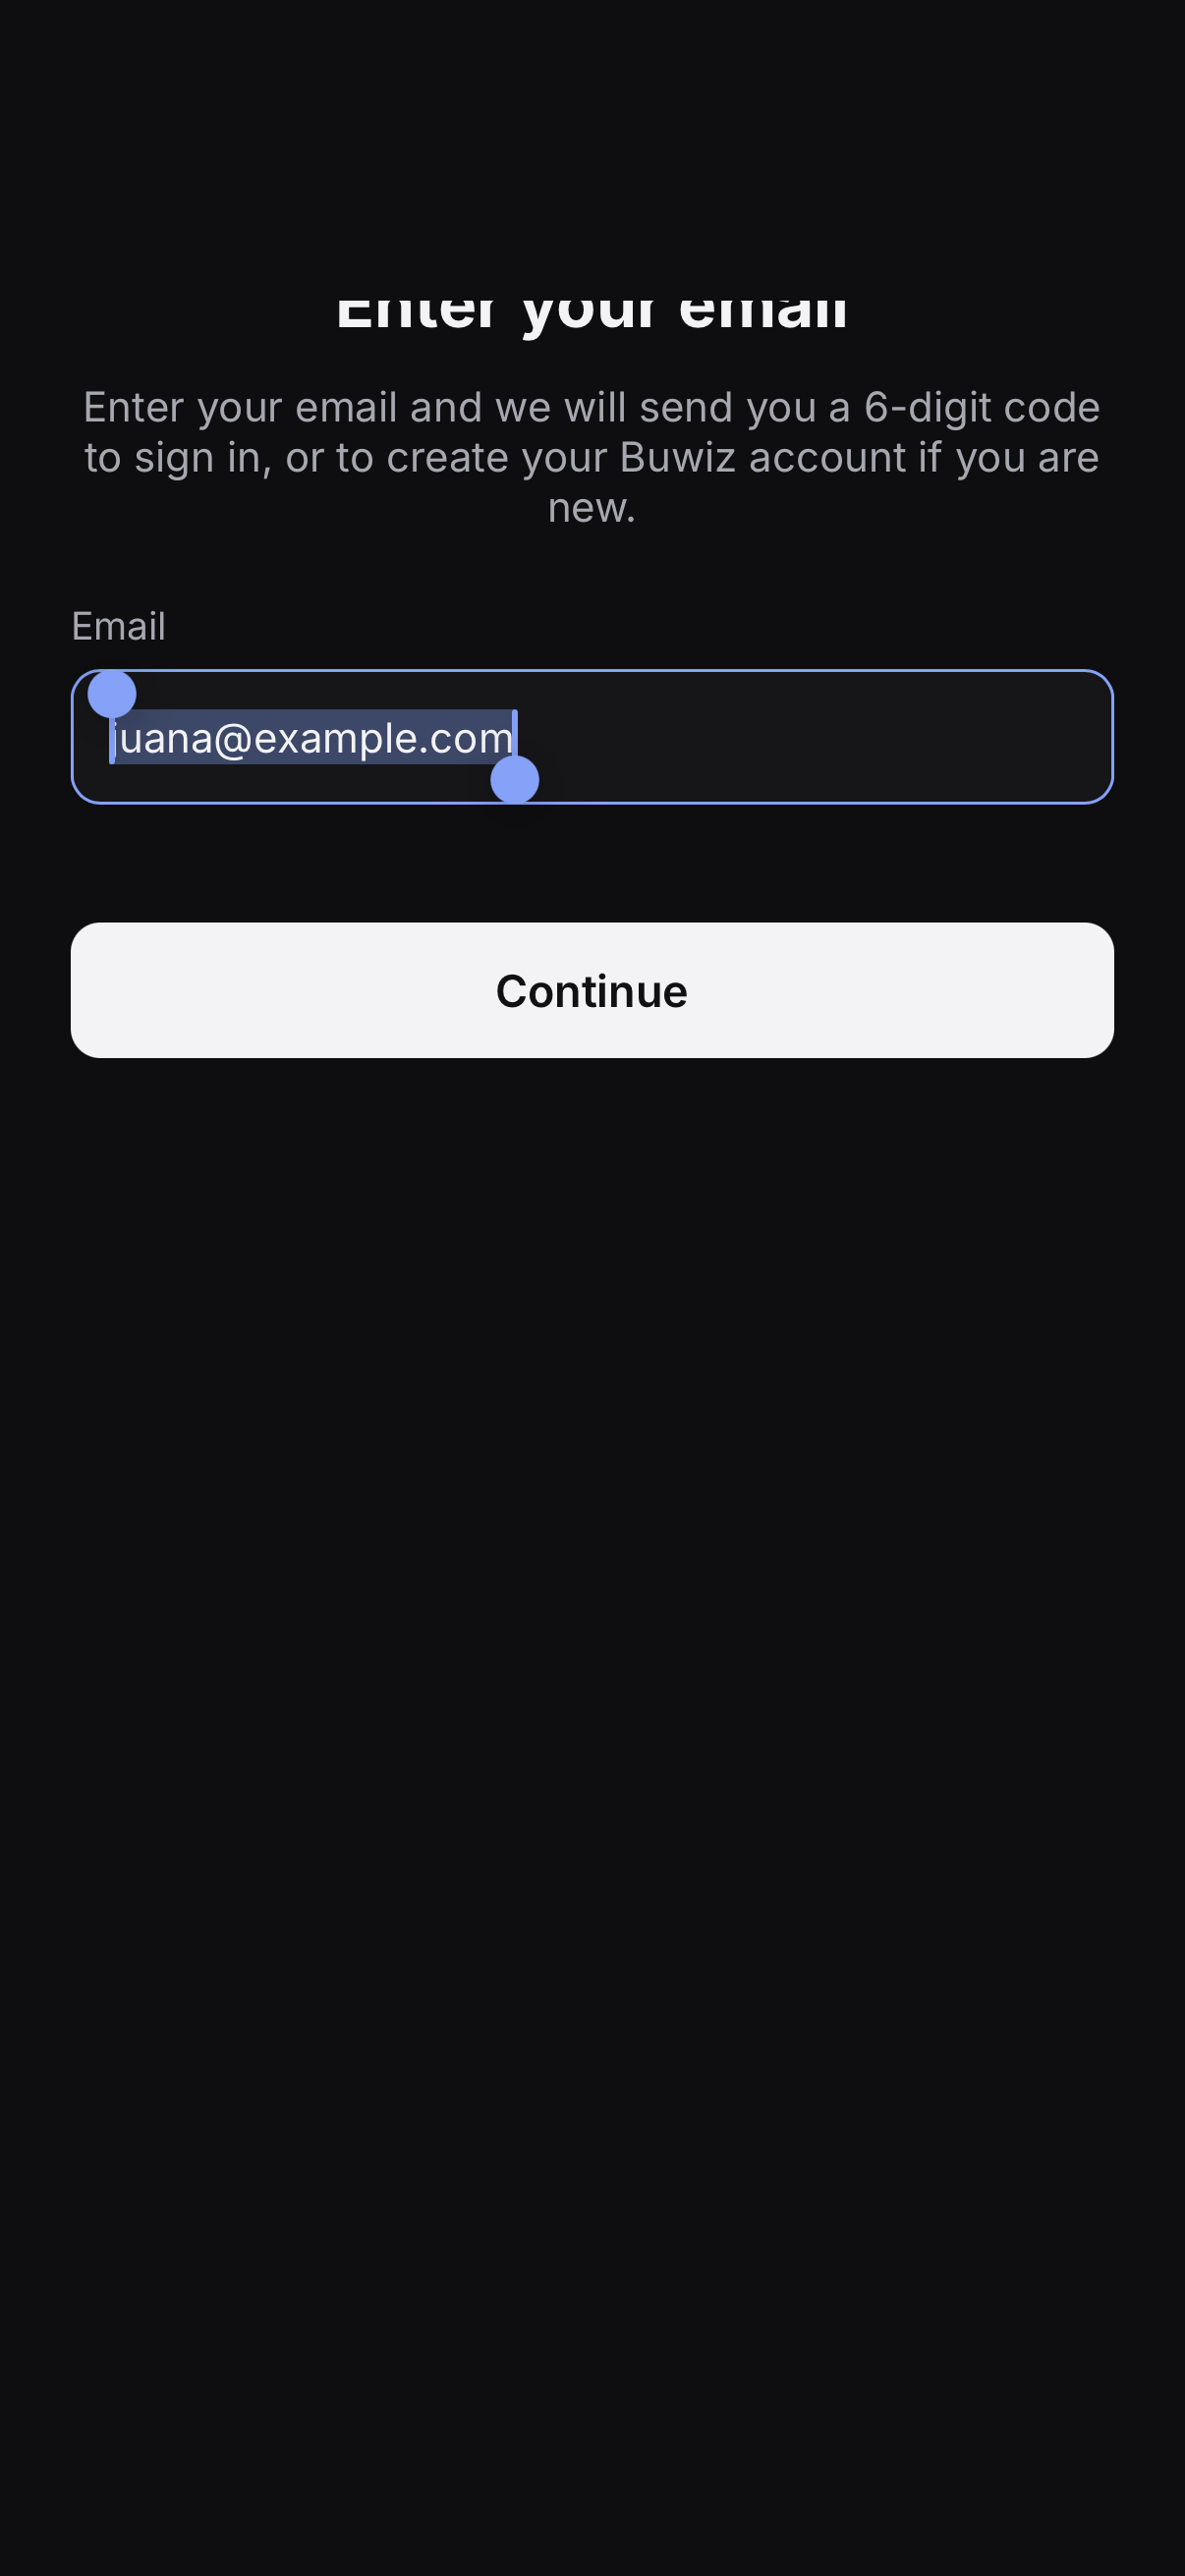 Enter your email
Enter your email and we will send you a 6-digit code
to sign in, or to create your Buwiz account if you are
new.
Email
juana@example.com
Continue